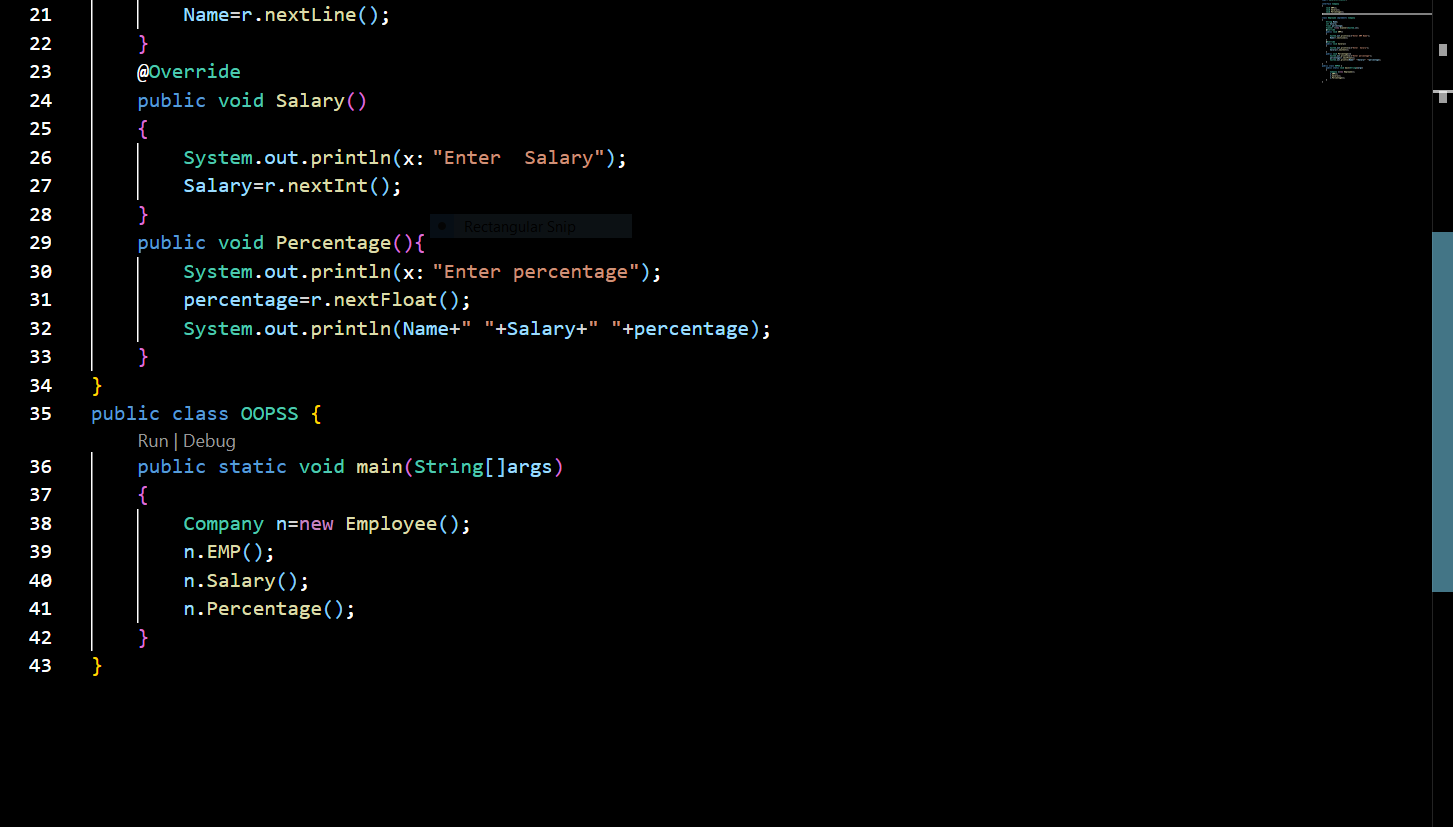 21 Name=r.nextLine();
22 }
23 @Override
24 public void Salary()
25 {
26 System.out.println(x: "Enter  Salary");
27 Salary=r.nextInt();
28 }
Rectangular Snip
29 public void Percentage(){
30 System.out.println(x: "Enter percentage");
31 percentage=r.nextFloat();
32 System.out.println(Name+" "+Salary+" "+percentage);
33 }
34 }
35 public class OOPSS {
Run | Debug
36 public static void main(String[]args)
37 {
38 Company n=new Employee();
39 n.EMP();
40 n.Salary();
41 n.Percentage();
42 }
43 }